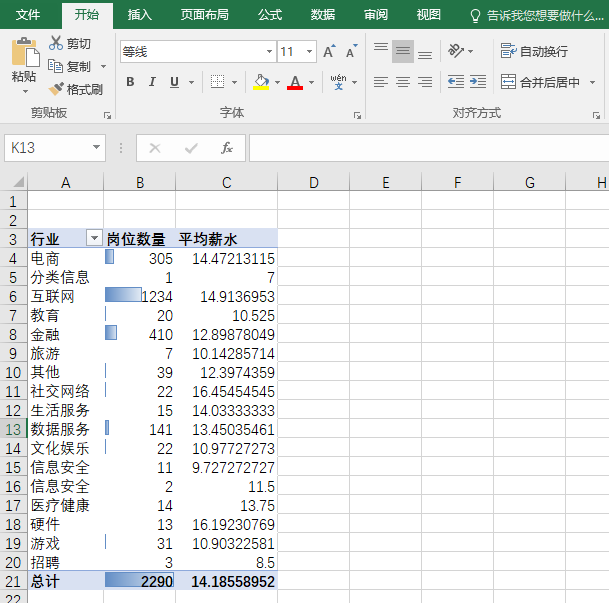 文件 开始 插入 页面布局 公式 数据 审阅 视图 告诉我您想要做什么...
剪切
复制
格式刷
粘贴
剪贴板
等线 11 A A
B I U A wén 文
字体
自动换行
合并后居中
对齐方式
K13 fx
A B C D E F G H
1
2
3 行业 岗位数量 平均薪水
4 电商 305 14.47213115
5 分类信息 1 7
6 互联网 1234 14.9136953
7 教育 20 10.525
8 金融 410 12.89878049
9 旅游 7 10.14285714
10 其他 39 12.3974359
11 社交网络 22 16.45454545
12 生活服务 15 14.03333333
13 数据服务 141 13.45035461
14 文化娱乐 22 10.97727273
15 信息安全 11 9.727272727
16 信息安全 2 11.5
17 医疗健康 14 13.75
18 硬件 13 16.19230769
19 游戏 31 10.90322581
20 招聘 3 8.5
21 总计 2290 14.18558952
22